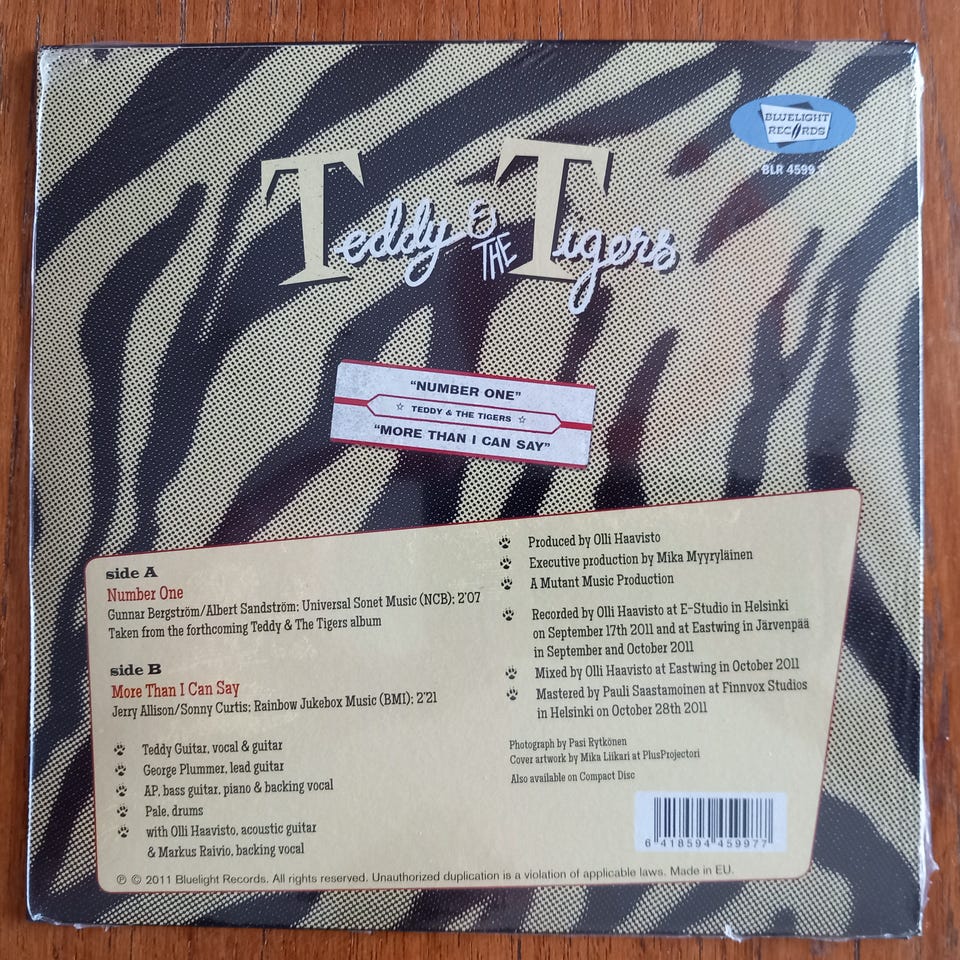 BLUELIGHT
RECORDS
BLR 4599 7
Teddy & THE Tigers
"NUMBER ONE"
☆ TEDDY & THE TIGERS ☆
"MORE THAN I CAN SAY"
side A
Number One
Gunnar Bergström/Albert Sandström; Universal Sonet Music (NCB); 2'07
Taken from the forthcoming Teddy & The Tigers album
side B
More Than I Can Say
Jerry Allison/Sonny Curtis; Rainbow Jukebox Music (BMI); 2'21
Teddy Guitar, vocal & guitar
George Plummer, lead guitar
AP, bass guitar, piano & backing vocal
Pale, drums
with Olli Haavisto, acoustic guitar
& Markus Raivio, backing vocal
Produced by Olli Haavisto
Executive production by Mika Myyryläinen
A Mutant Music Production
Recorded by Olli Haavisto at E-Studio in Helsinki
on September 17th 2011 and at Eastwing in Järvenpää
in September and October 2011
Mixed by Olli Haavisto at Eastwing in October 2011
Mastered by Pauli Saastamoinen at Finnvox Studios
in Helsinki on October 28th 2011
Photograph by Pasi Rytkönen
Cover artwork by Mika Liikari at PlusProjectori
Also available on Compact Disc
6 418594 459977
℗ © 2011 Bluelight Records. All rights reserved. Unauthorized duplication is a violation of applicable laws. Made in EU.